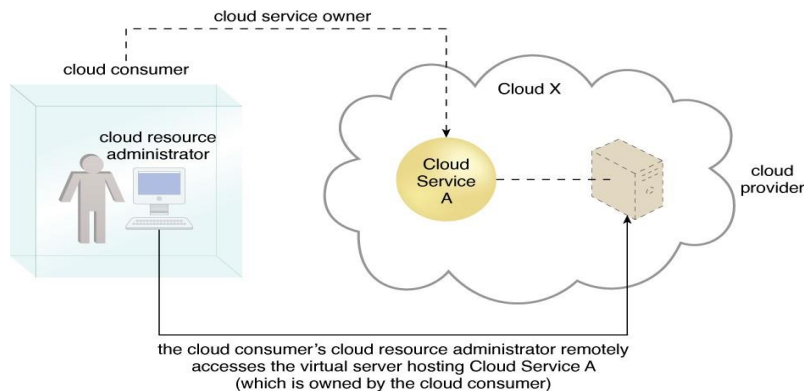 cloud service owner
cloud consumer
cloud resource
administrator
Cloud X
Cloud
Service
A
cloud
provider
the cloud consumer's cloud resource administrator remotely
accesses the virtual server hosting Cloud Service A
(which is owned by the cloud consumer)